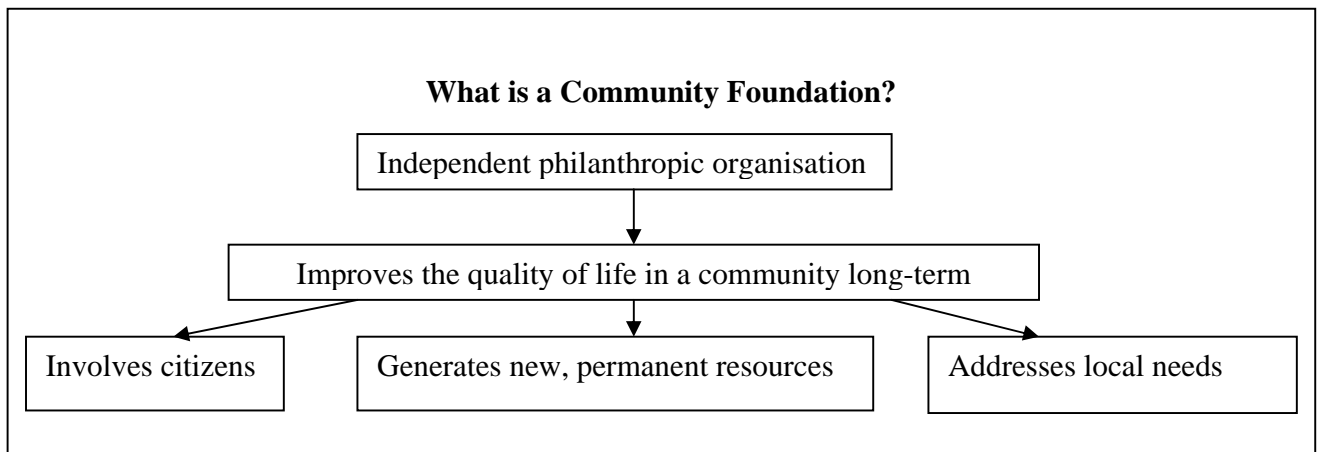 What is a Community Foundation?
Independent philanthropic organisation
Improves the quality of life in a community long-term
Involves citizens
Generates new, permanent resources
Addresses local needs